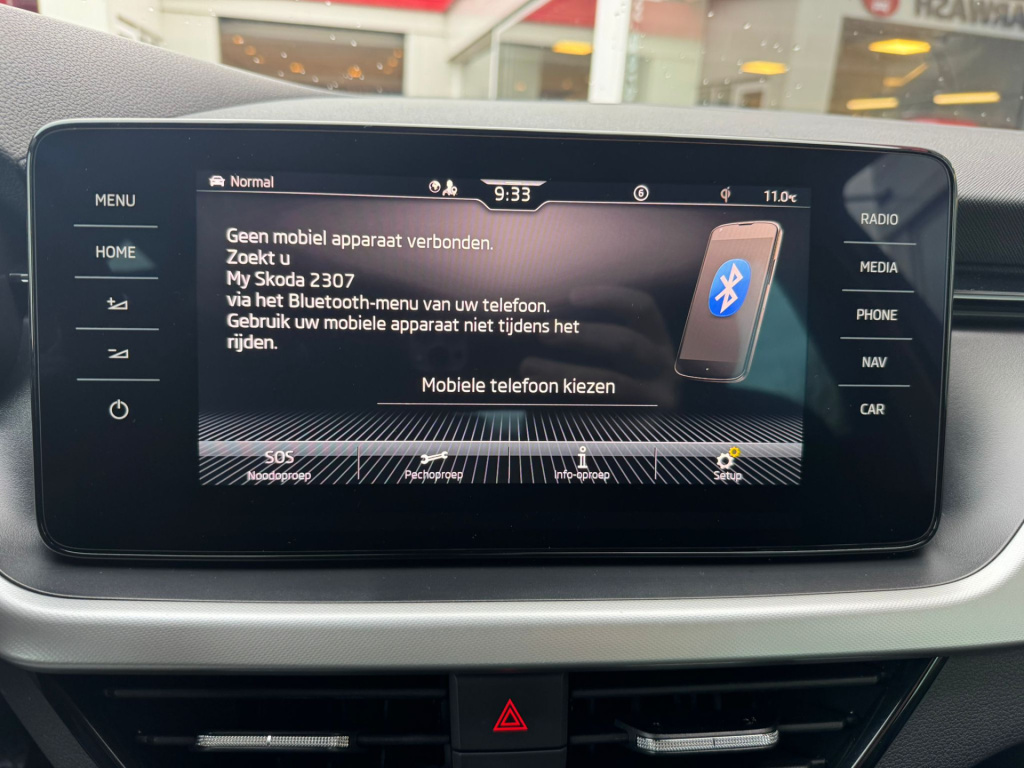 CARWASH
Normal
9:33
6
11.0°C
MENU
HOME
RADIO
MEDIA
PHONE
NAV
CAR
Geen mobiel apparaat verbonden.
Zoekt u
My Skoda 2307
via het Bluetooth-menu van uw telefoon.
Gebruik uw mobiele apparaat niet tijdens het
rijden.
Mobiele telefoon kiezen
SOS
Noodoproep
Pechoproep
i
Info-oproep
Setup